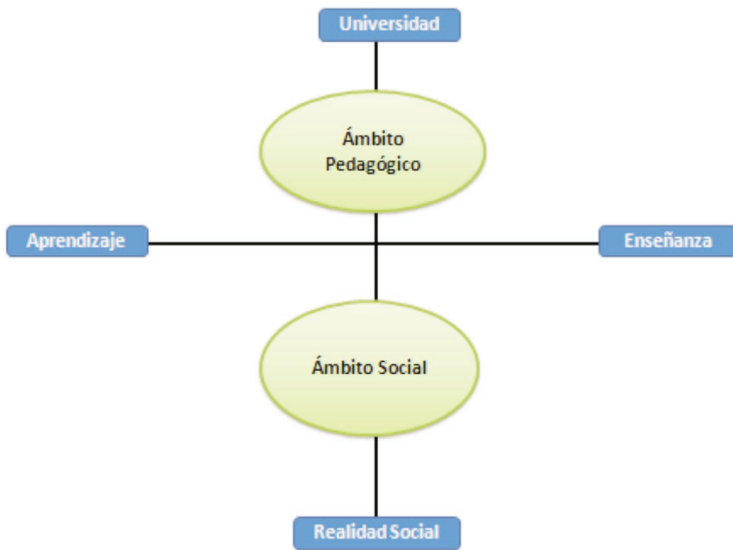 Universidad
Ámbito
Pedagógico
Aprendizaje
Enseñanza
Ámbito Social
Realidad Social